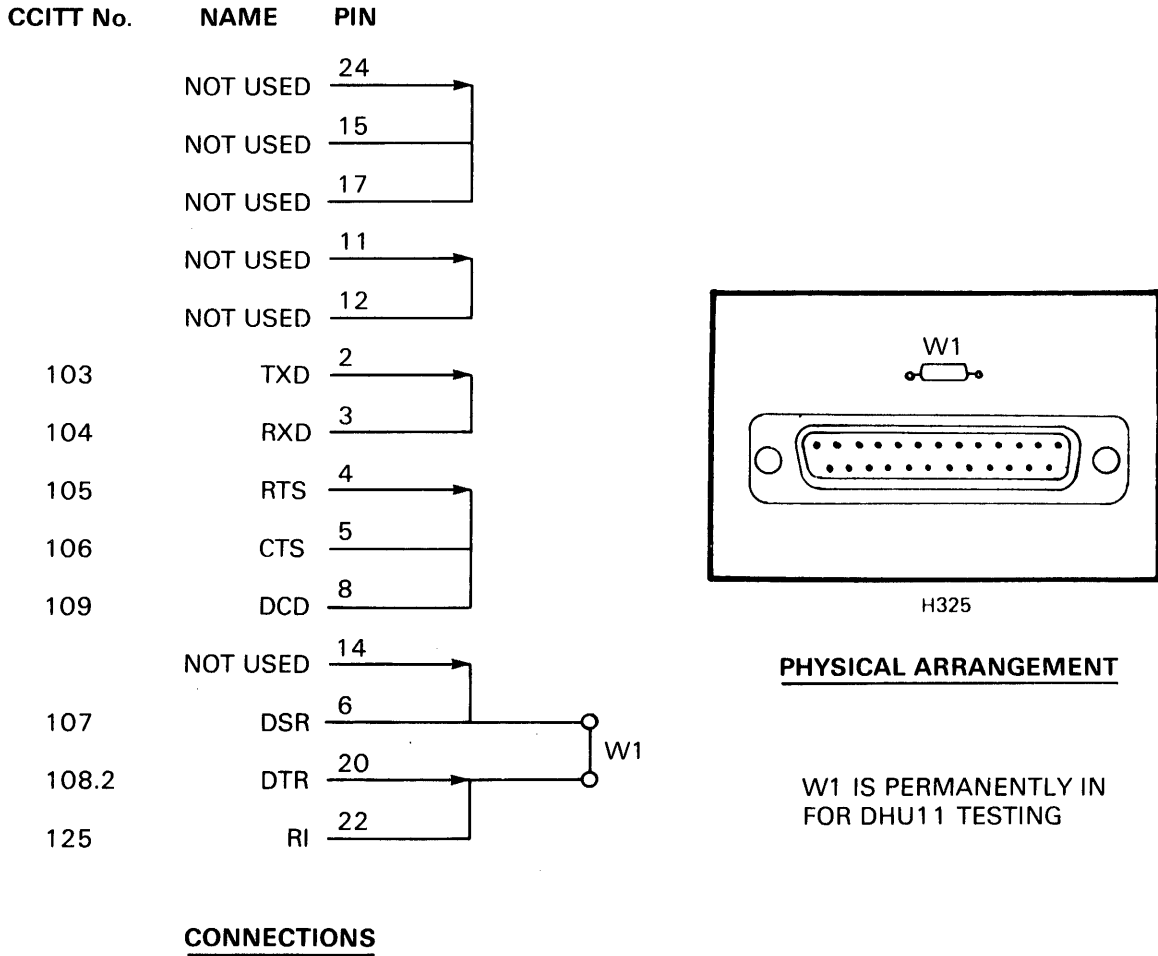 CCITT No. NAME PIN
NOT USED 24
NOT USED 15
NOT USED 17
NOT USED 11
NOT USED 12
103 TXD 2
104 RXD 3
105 RTS 4
106 CTS 5
109 DCD 8
NOT USED 14
107 DSR 6
W1
108.2 DTR 20
125 RI 22
CONNECTIONS
W1
H325
PHYSICAL ARRANGEMENT
W1 IS PERMANENTLY IN
FOR DHU11 TESTING